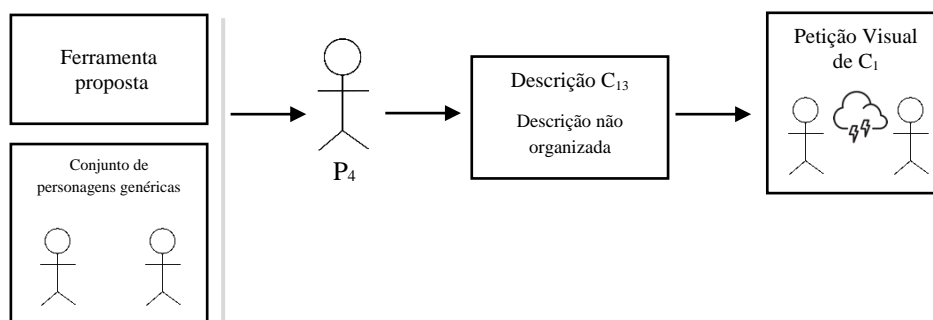 Ferramenta
proposta
Conjunto de
personagens genéricas
P₄
Descrição C₁₃
Descrição não
organizada
Petição Visual
de C₁